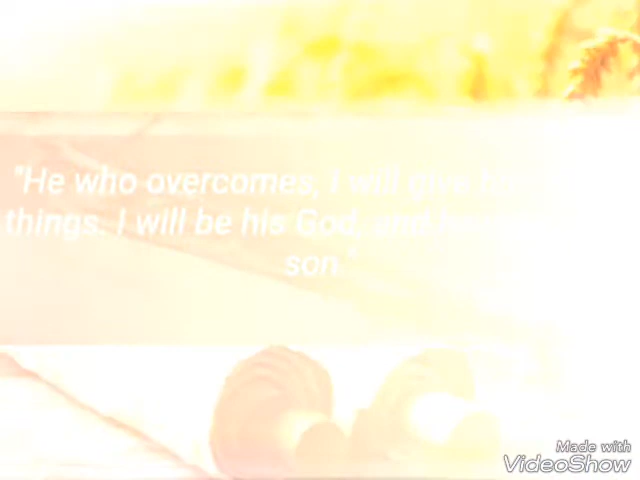 "He who overcomes, I will give
things. I will be his God, and
son."
Made with
VideoShow